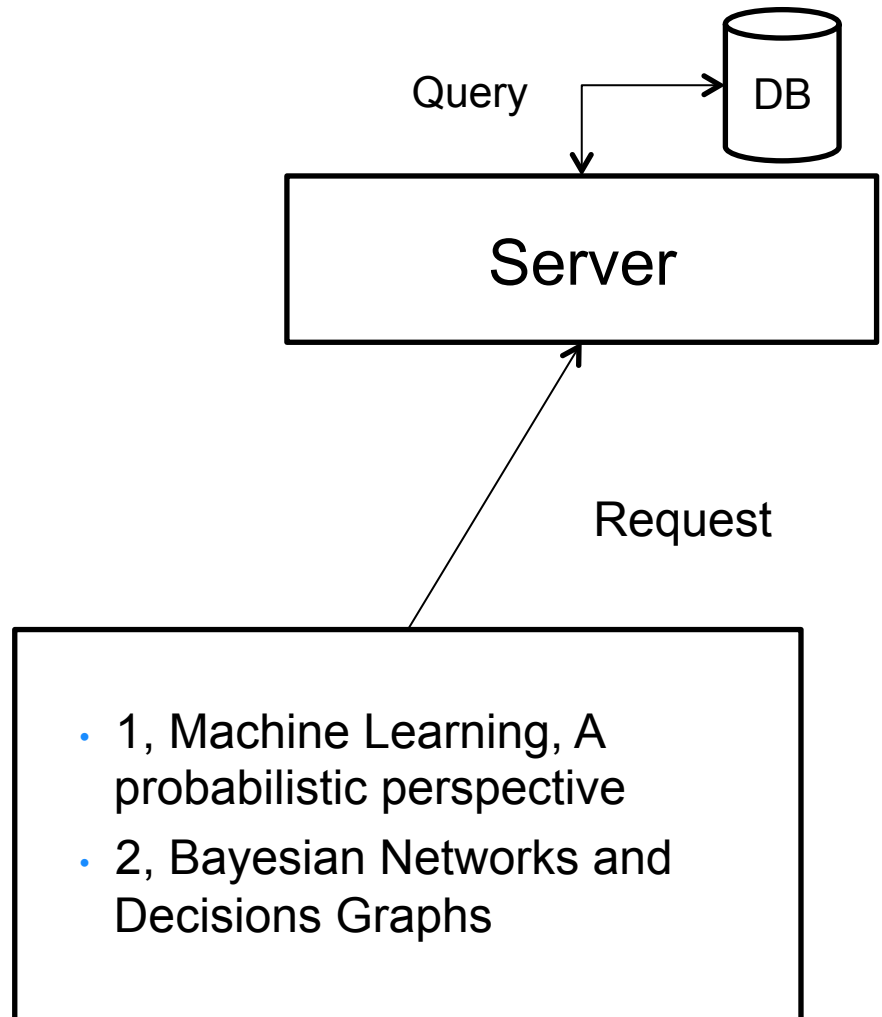 Query
DB
Server
Request
• 1, Machine Learning, A
probabilistic perspective
• 2, Bayesian Networks and
Decisions Graphs